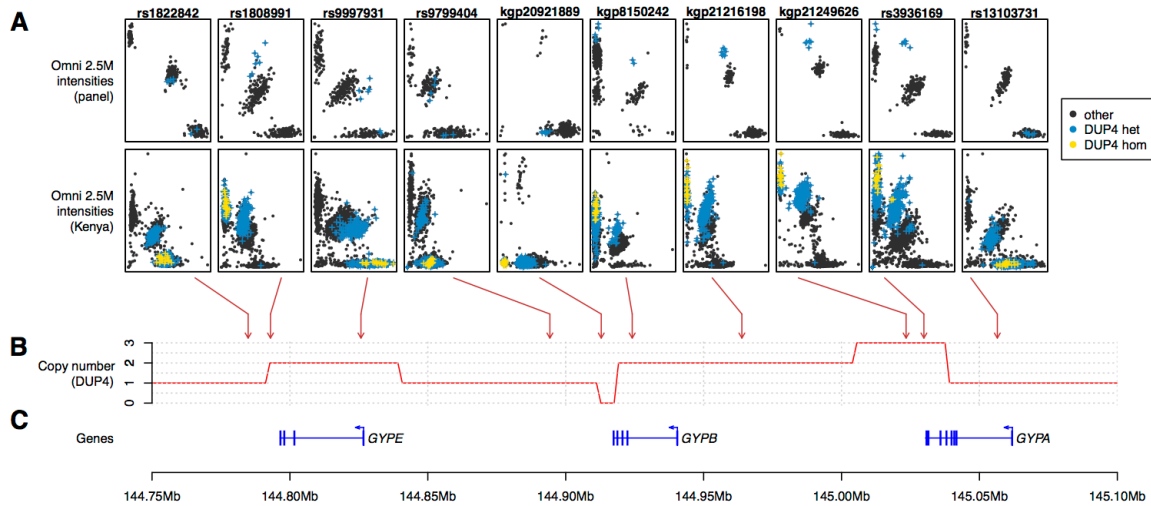 A
rs1822842 rs1808991 rs9997931 rs9799404 kgp20921889 kgp8150242 kgp21216198 kgp21249626 rs3936169 rs13103731
Omni 2.5M
intensities
(panel)
other
DUP4 het
DUP4 hom
Omni 2.5M
intensities
(Kenya)
B
Copy number
(DUP4)
3
2
1
0
C
Genes
GYPE GYPB GYPA
144.75Mb 144.80Mb 144.85Mb 144.90Mb 144.95Mb 145.00Mb 145.05Mb 145.10Mb